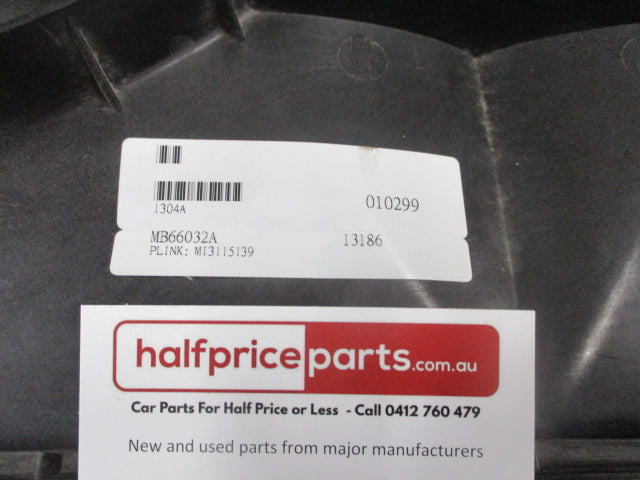 1304A
010299
MB66032A
13186
PLINK: MI3115139
halfpriceparts.com.au
Car Parts For Half Price or Less - Call 0412 760 479
New and used parts from major manufacturers